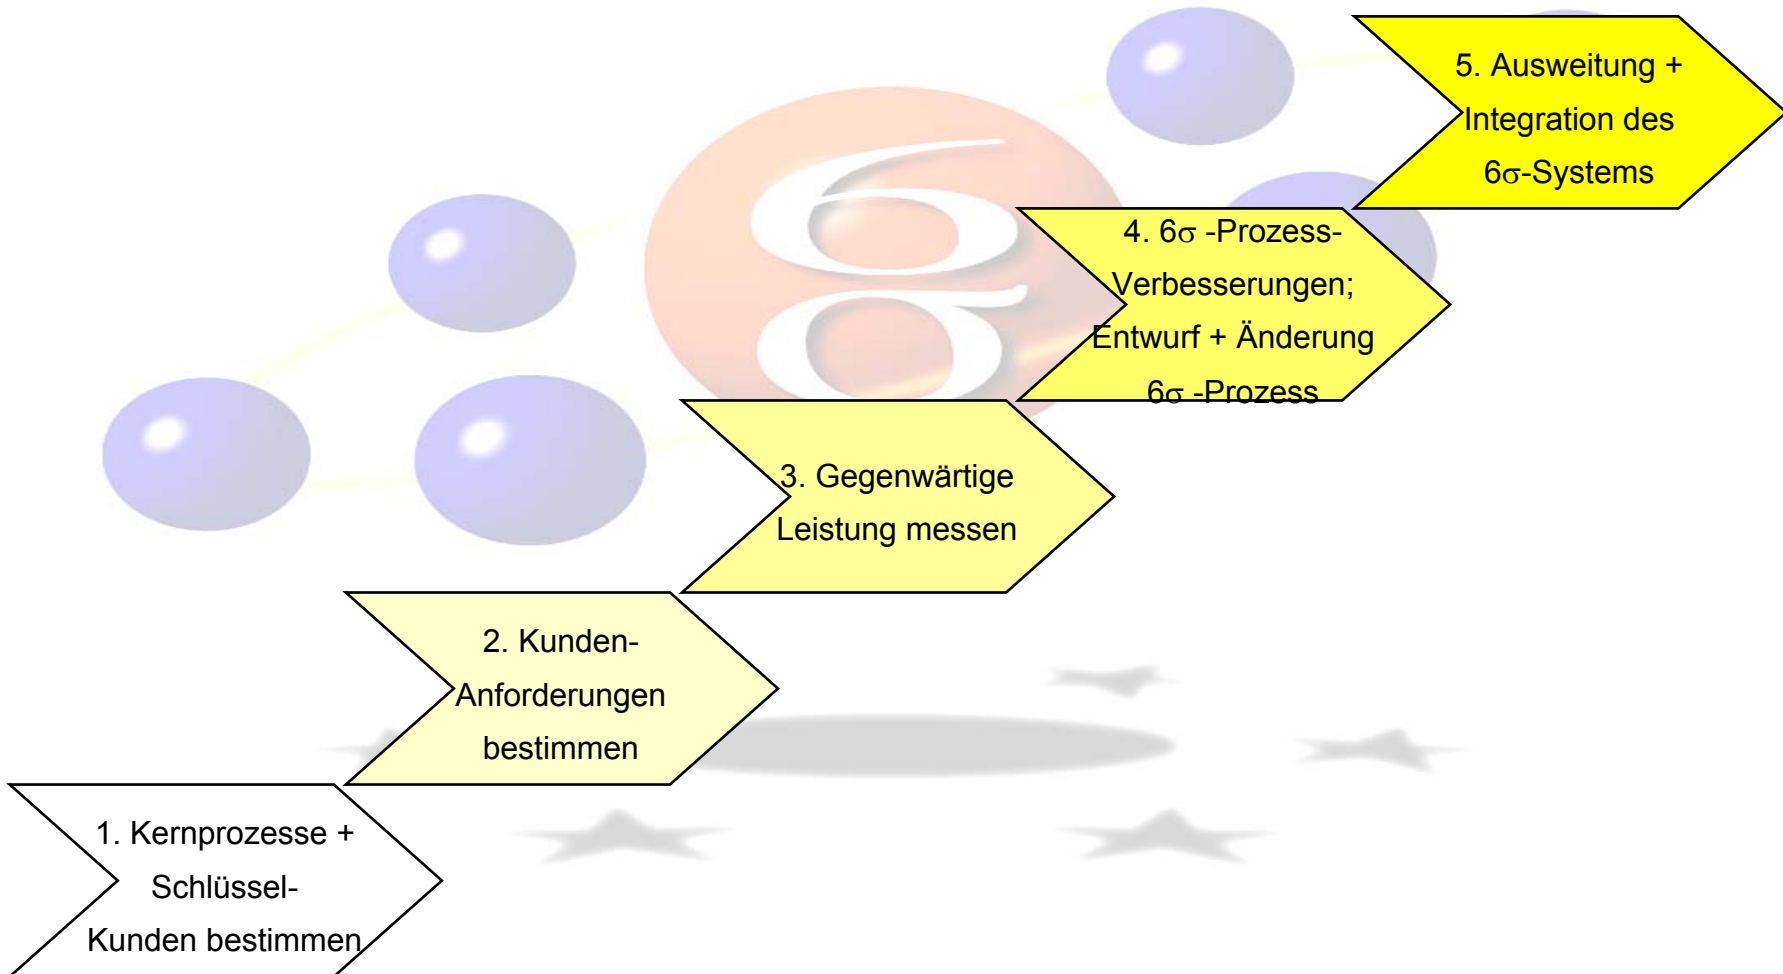 5. Ausweitung +
Integration des
6σ-Systems
4. 6σ -Prozess-
Verbesserungen;
Entwurf + Änderung
6σ -Prozess
3. Gegenwärtige
Leistung messen
2. Kunden-
Anforderungen
bestimmen
1. Kernprozesse +
Schlüssel-
Kunden bestimmen
6
σ